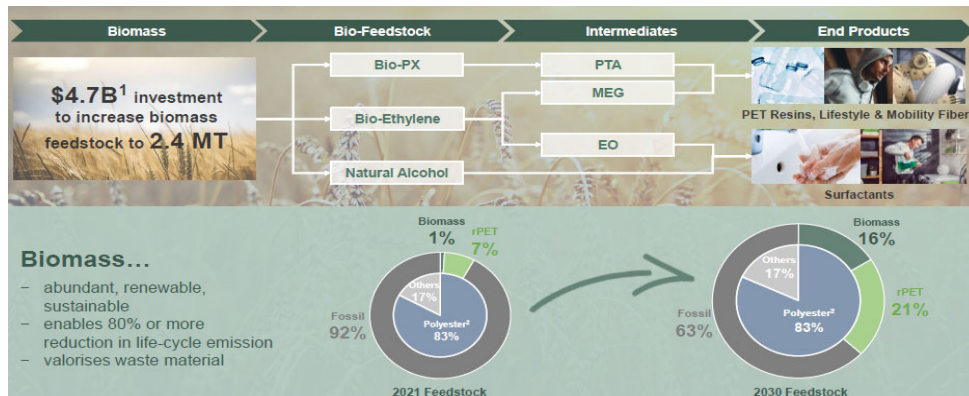 Biomass
Bio-Feedstock
Intermediates
End Products
$4.7B¹ investment
to increase biomass
feedstock to 2.4 MT
Bio-PX
Bio-Ethylene
Natural Alcohol
PTA
MEG
EO
PET Resins, Lifestyle & Mobility Fiber
Surfactants
Biomass...
– abundant, renewable,
sustainable
– enables 80% or more
reduction in life-cycle emission
– valorises waste material
Biomass
1%
rPET
7%
Others
17%
Fossil
92%
Polyester²
83%
2021 Feedstock
Biomass
16%
Others
17%
rPET
21%
Fossil
63%
Polyester²
83%
2030 Feedstock